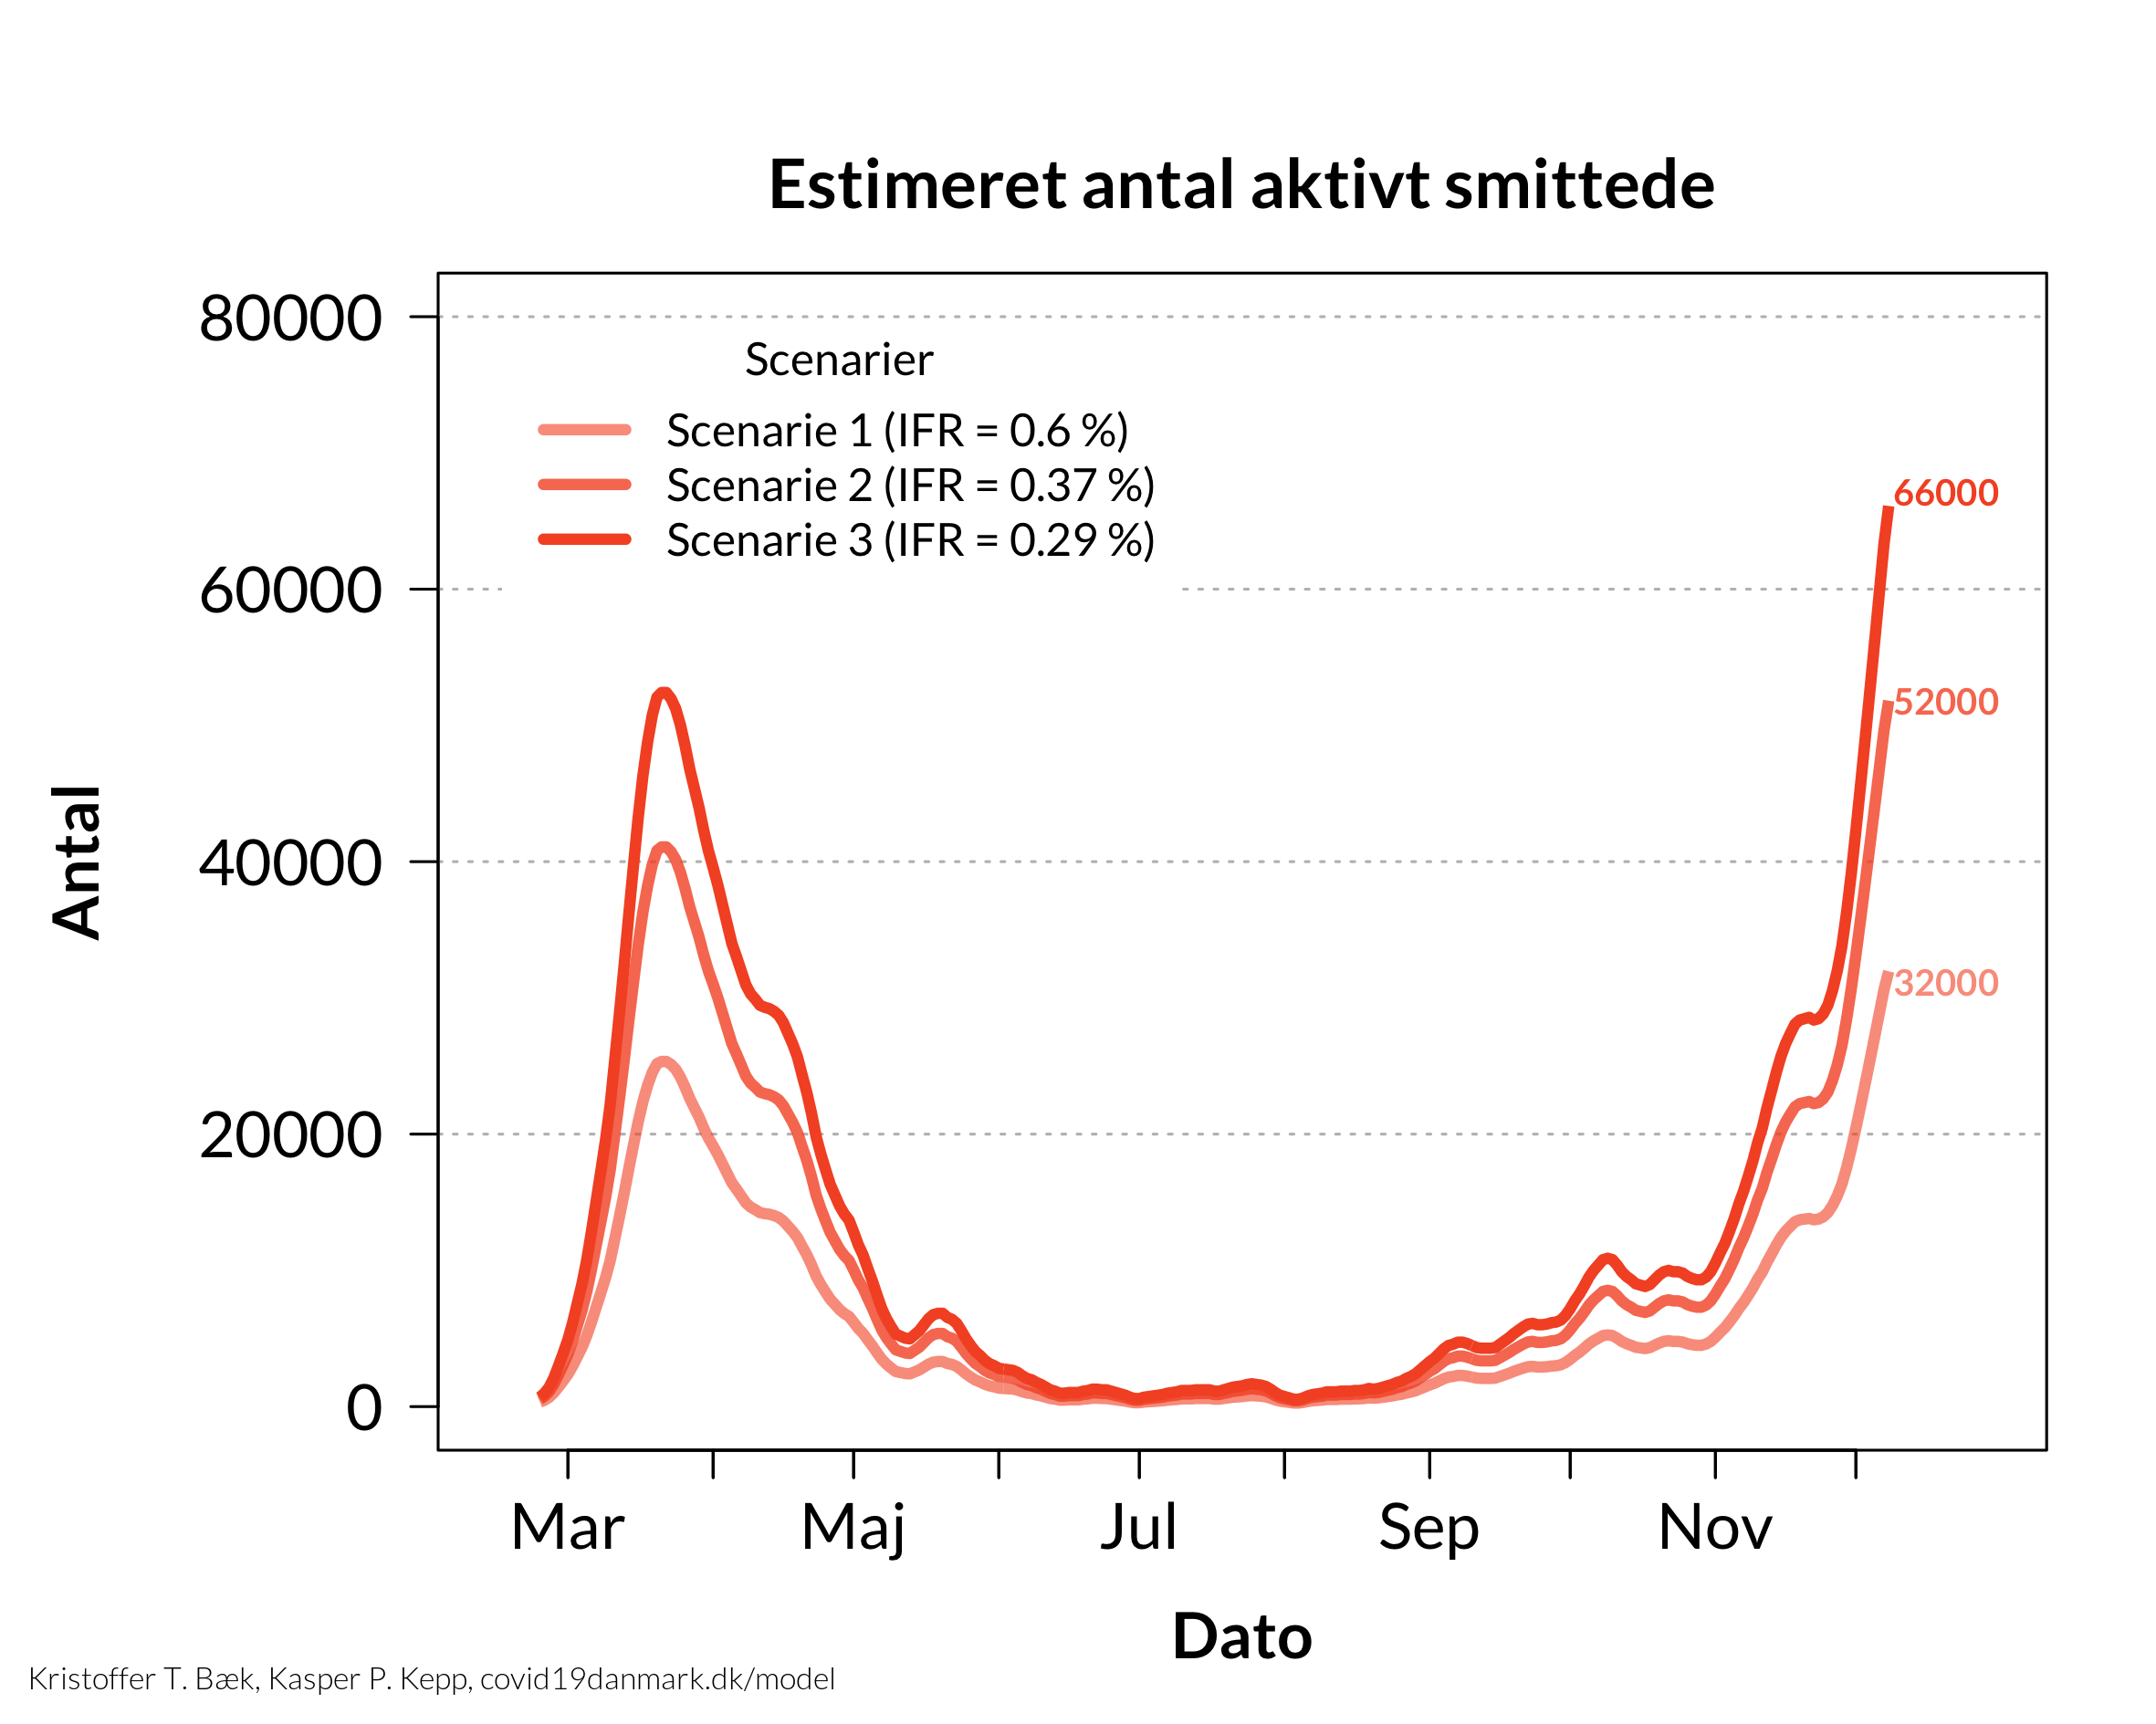 Estimeret antal aktivt smittede
80000
60000
40000
20000
0
Antal
Scenarier
Scenarie 1 (IFR = 0.6 %)
Scenarie 2 (IFR = 0.37 %)
Scenarie 3 (IFR = 0.29 %)
66000
52000
32000
Mar Maj Jul Sep Nov
Dato
Kristoffer T. Bæk, Kasper P. Kepp, covid19danmark.dk/model